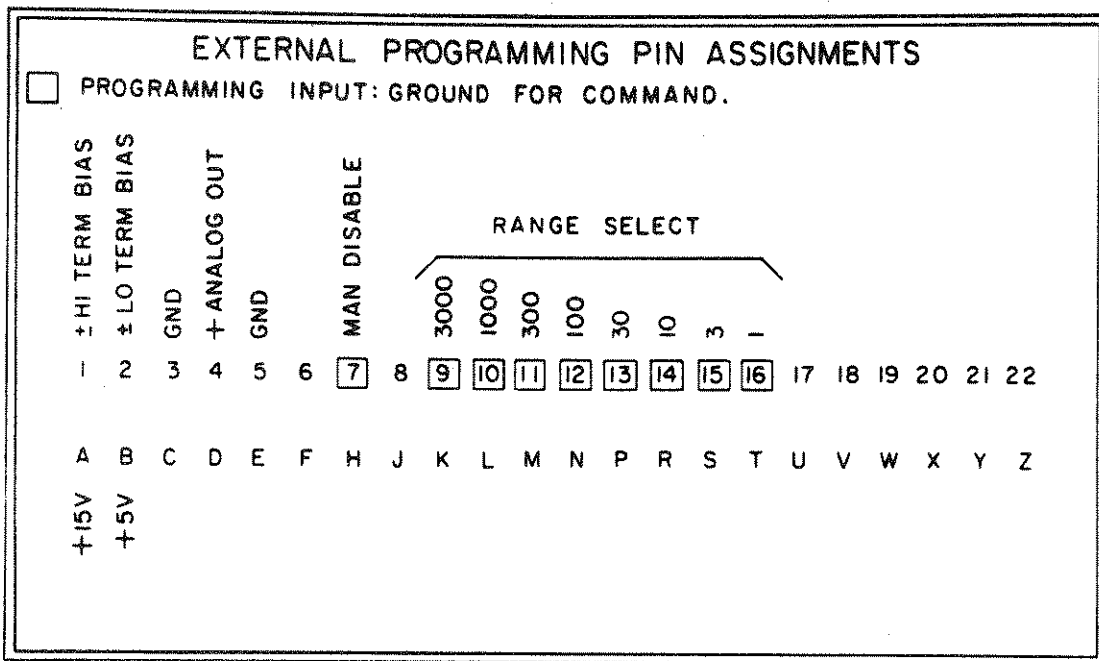 EXTERNAL PROGRAMMING PIN ASSIGNMENTS
PROGRAMMING INPUT: GROUND FOR COMMAND.
± HI TERM BIAS
± LO TERM BIAS
GND
+ ANALOG OUT
GND
MAN DISABLE
RANGE SELECT
3000
1000
300
100
30
10
3
1
1 2 3 4 5 6 7 8 9 10 11 12 13 14 15 16 17 18 19 20 21 22
A B C D E F H J K L M N P R S T U V W X Y Z
+15V
+5V